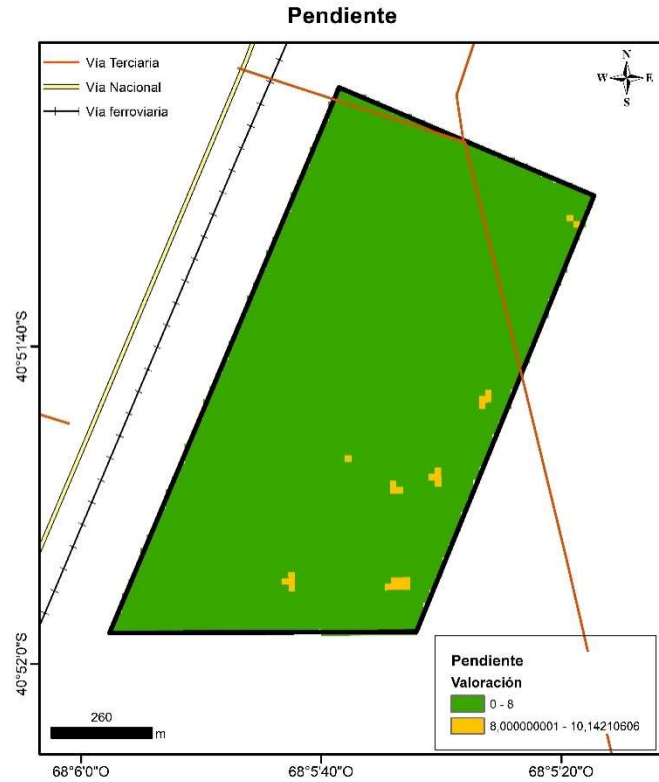 Pendiente
Vía Terciaria
Vía Nacional
Vía ferroviaria
N
W E
S
40°51'40"S
40°52'0"S
260
m
Pendiente
Valoración
0 - 8
8,000000001 - 10,14210606
68°6'0"O 68°5'40"O 68°5'20"O